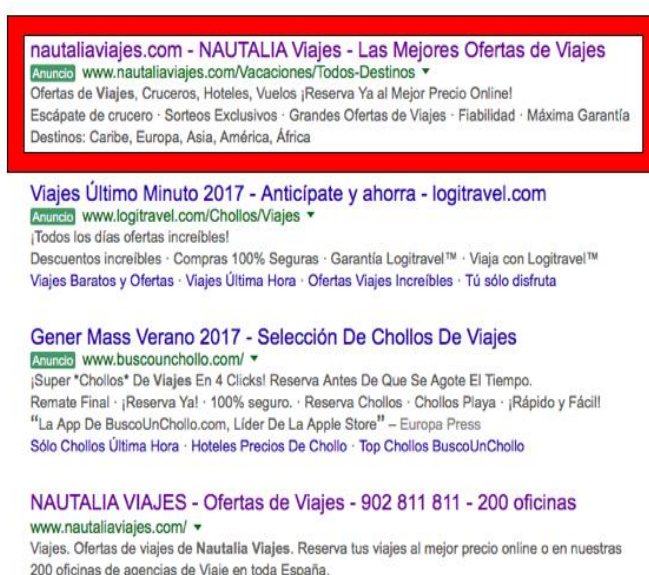 nautaliaviajes.com - NAUTALIA Viajes - Las Mejores Ofertas de Viajes
Anuncio www.nautaliaviajes.com/Vacaciones/Todos-Destinos ▼
Ofertas de Viajes, Cruceros, Hoteles, Vuelos ¡Reserva Ya al Mejor Precio Online!
Escápate de crucero · Sorteos Exclusivos · Grandes Ofertas de Viajes · Fiabilidad · Máxima Garantía
Destinos: Caribe, Europa, Asia, América, África
Viajes Último Minuto 2017 - Anticípate y ahorra - logitravel.com
Anuncio www.logitravel.com/Chollos/Viajes ▼
¡Todos los días ofertas increíbles!
Descuentos increíbles · Compras 100% Seguras · Garantía Logitravel™ · Viaja con Logitravel™
Viajes Baratos y Ofertas · Viajes Última Hora · Ofertas Viajes Increíbles · Tú sólo disfruta
Gener Mass Verano 2017 - Selección De Chollos De Viajes
Anuncio www.buscounchollo.com/ ▼
¡Super *Chollos* De Viajes En 4 Clicks! Reserva Antes De Que Se Agote El Tiempo.
Remate Final · ¡Reserva Ya! · 100% seguro. · Reserva Chollos · Chollos Playa · ¡Rápido y Fácil!
“La App De BuscoUnChollo.com, Líder De La Apple Store” – Europa Press
Sólo Chollos Última Hora · Hoteles Precios De Chollo · Top Chollos BuscoUnChollo
NAUTALIA VIAJES - Ofertas de Viajes - 902 811 811 - 200 oficinas
www.nautaliaviajes.com/ ▼
Viajes. Ofertas de viajes de Nautalia Viajes. Reserva tus viajes al mejor precio online o en nuestras
200 oficinas de agencias de Viaje en toda España.